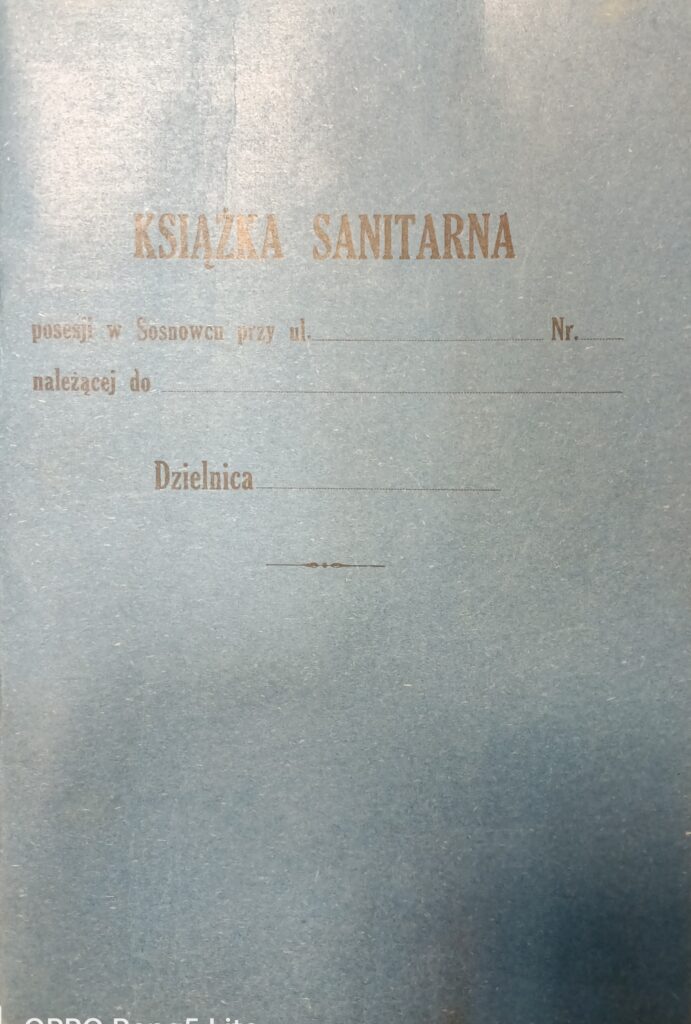 KSIĄŻKA SANITARNA
posesji w Sosnowcu przy ul. Nr.
należącej do
Dzielnica